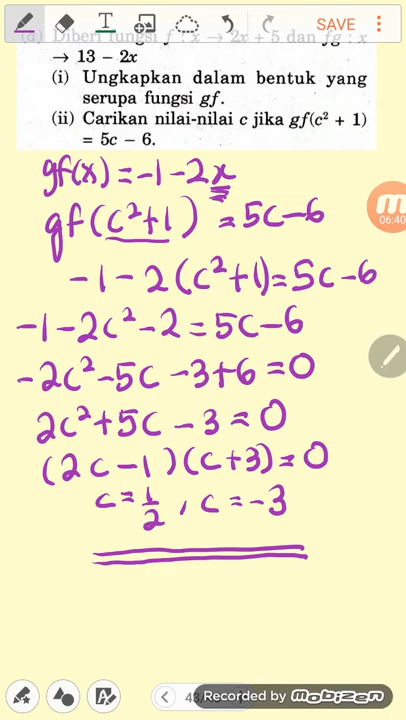 SAVE
(d) Diberi fungsi f : x → 2x + 5 dan fg : x
→ 13 − 2x
(i) Ungkapkan dalam bentuk yang
serupa fungsi gf.
(ii) Carikan nilai-nilai c jika gf(c² + 1)
= 5c − 6.
gf(x) = -1 - 2x
gf(c²+1) = 5c - 6
-1 - 2(c²+1) = 5c - 6
-1 - 2c² - 2 = 5c - 6
-2c² - 5c - 3 + 6 = 0
2c² + 5c - 3 = 0
(2c - 1)(c + 3) = 0
c = 1/2, c = -3
06:40
Recorded by mobizen